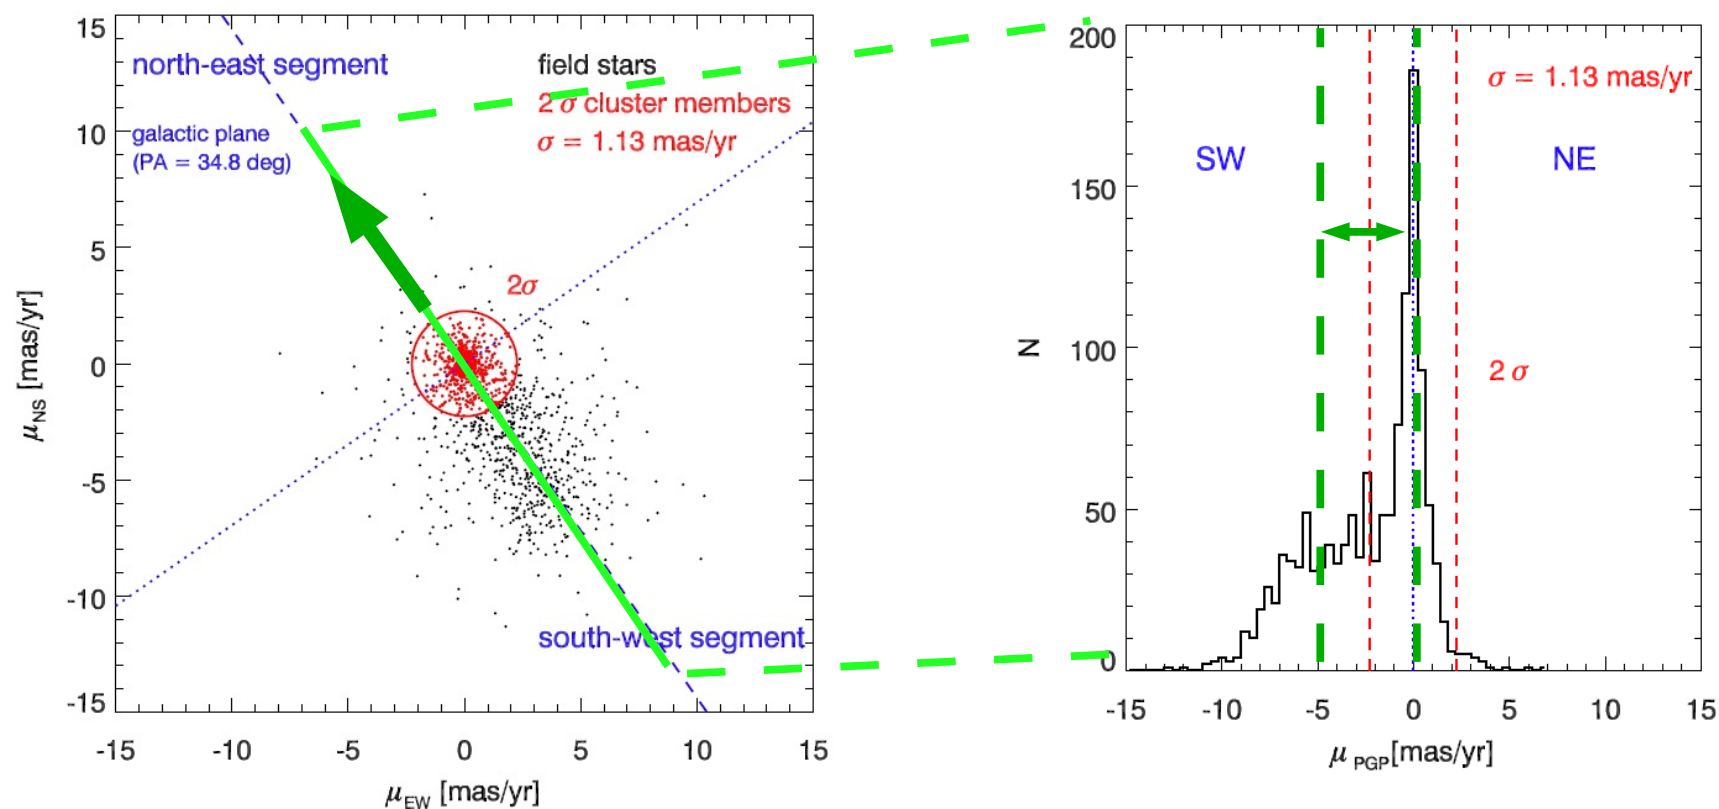 north-east segment
galactic plane
(PA = 34.8 deg)
field stars
2 σ cluster members
σ = 1.13 mas/yr
2σ
south-west segment
15
10
5
0
-5
-10
-15
-15
-10
-5
0
5
10
15
μNS [mas/yr]
μEW [mas/yr]
σ = 1.13 mas/yr
SW
NE
2 σ
200
150
100
50
0
N
-15
-10
-5
0
5
10
15
μ PGP[mas/yr]